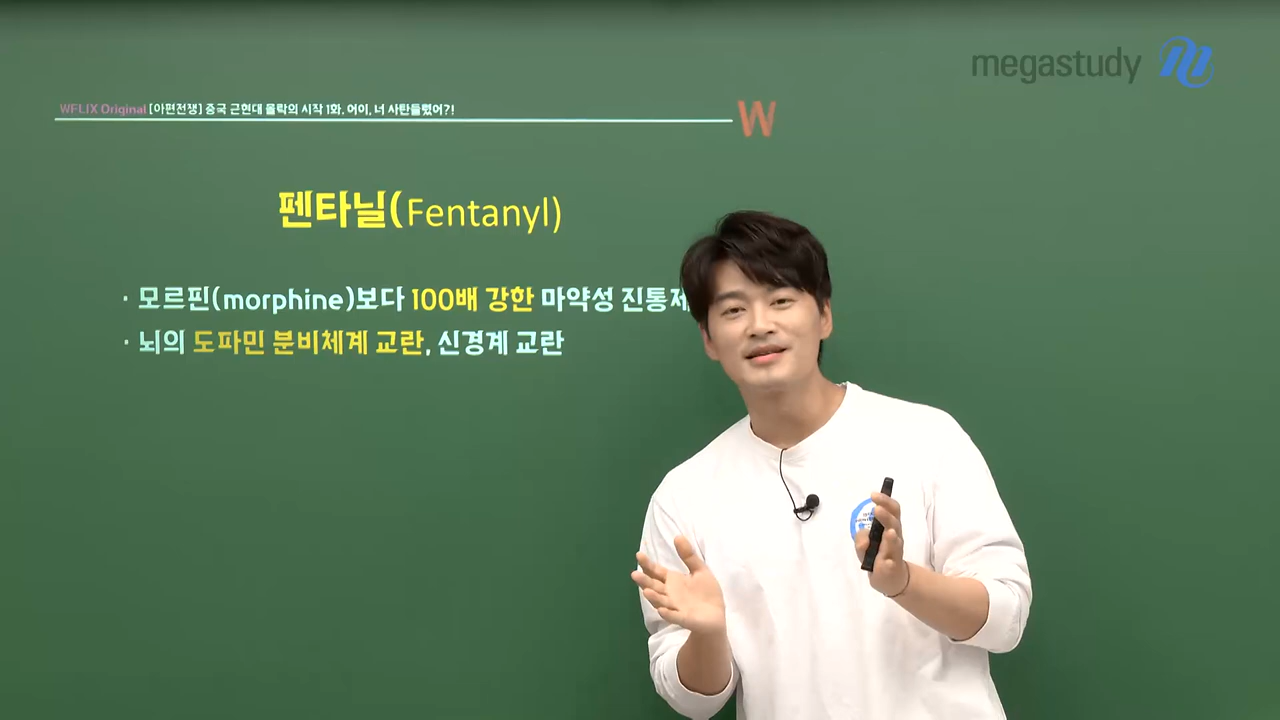 megastudy
WFLIX Original [아편전쟁] 중국 근현대 몰락의 시작 1화. 어이, 너 사탄들렸어?!
W
펜타닐(Fentanyl)
· 모르핀(morphine)보다 100배 강한 마약성 진통제
· 뇌의 도파민 분비체계 교란, 신경계 교란